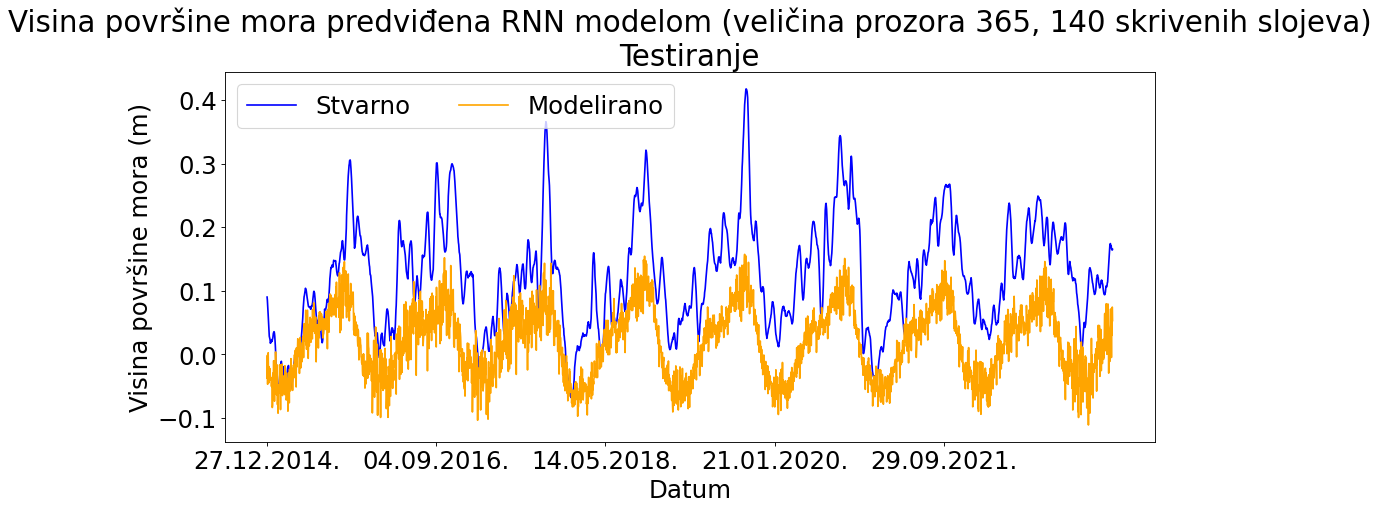 Visina površine mora predviđena RNN modelom (veličina prozora 365, 140 skrivenih slojeva)
Testiranje
Stvarno
Modelirano
Visina površine mora (m)
0.4
0.3
0.2
0.1
0.0
−0.1
27.12.2014.
04.09.2016.
14.05.2018.
21.01.2020.
29.09.2021.
Datum